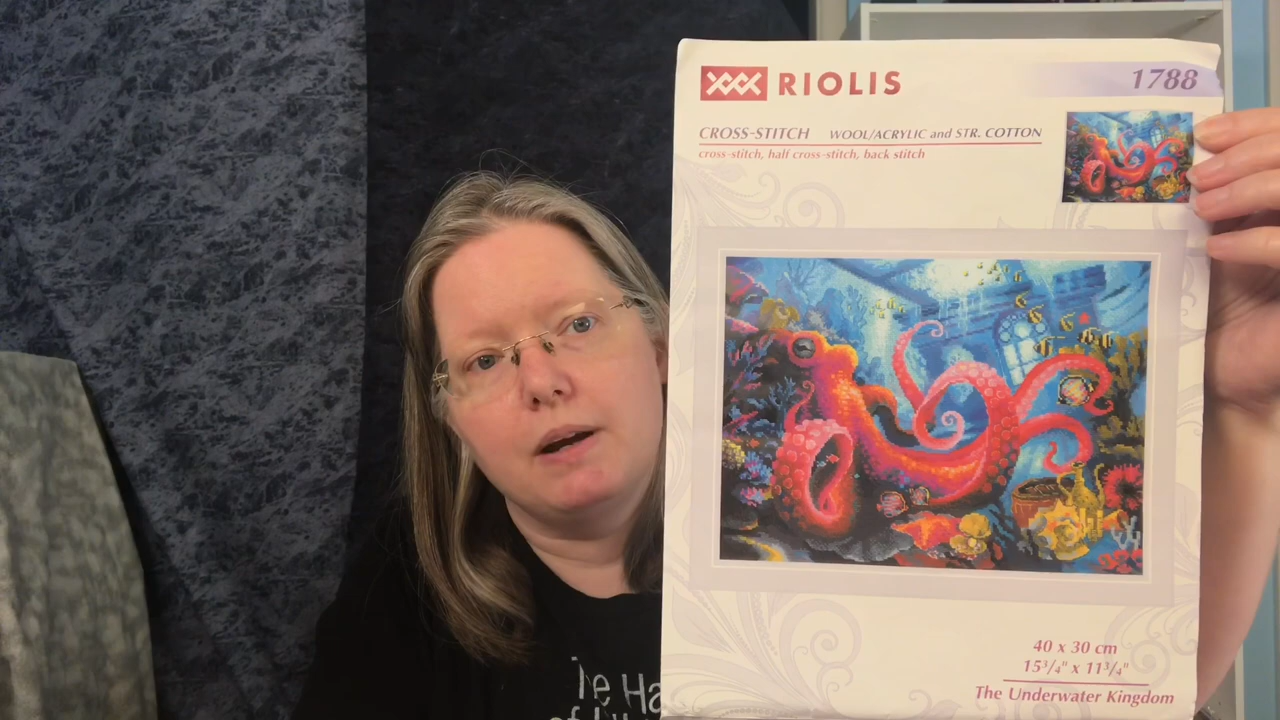 RIOLIS
1788
CROSS-STITCH WOOL/ACRYLIC and STR. COTTON
cross-stitch, half cross-stitch, back stitch
40 x 30 cm
15³/₄" x 11³/₄"
The Underwater Kingdom